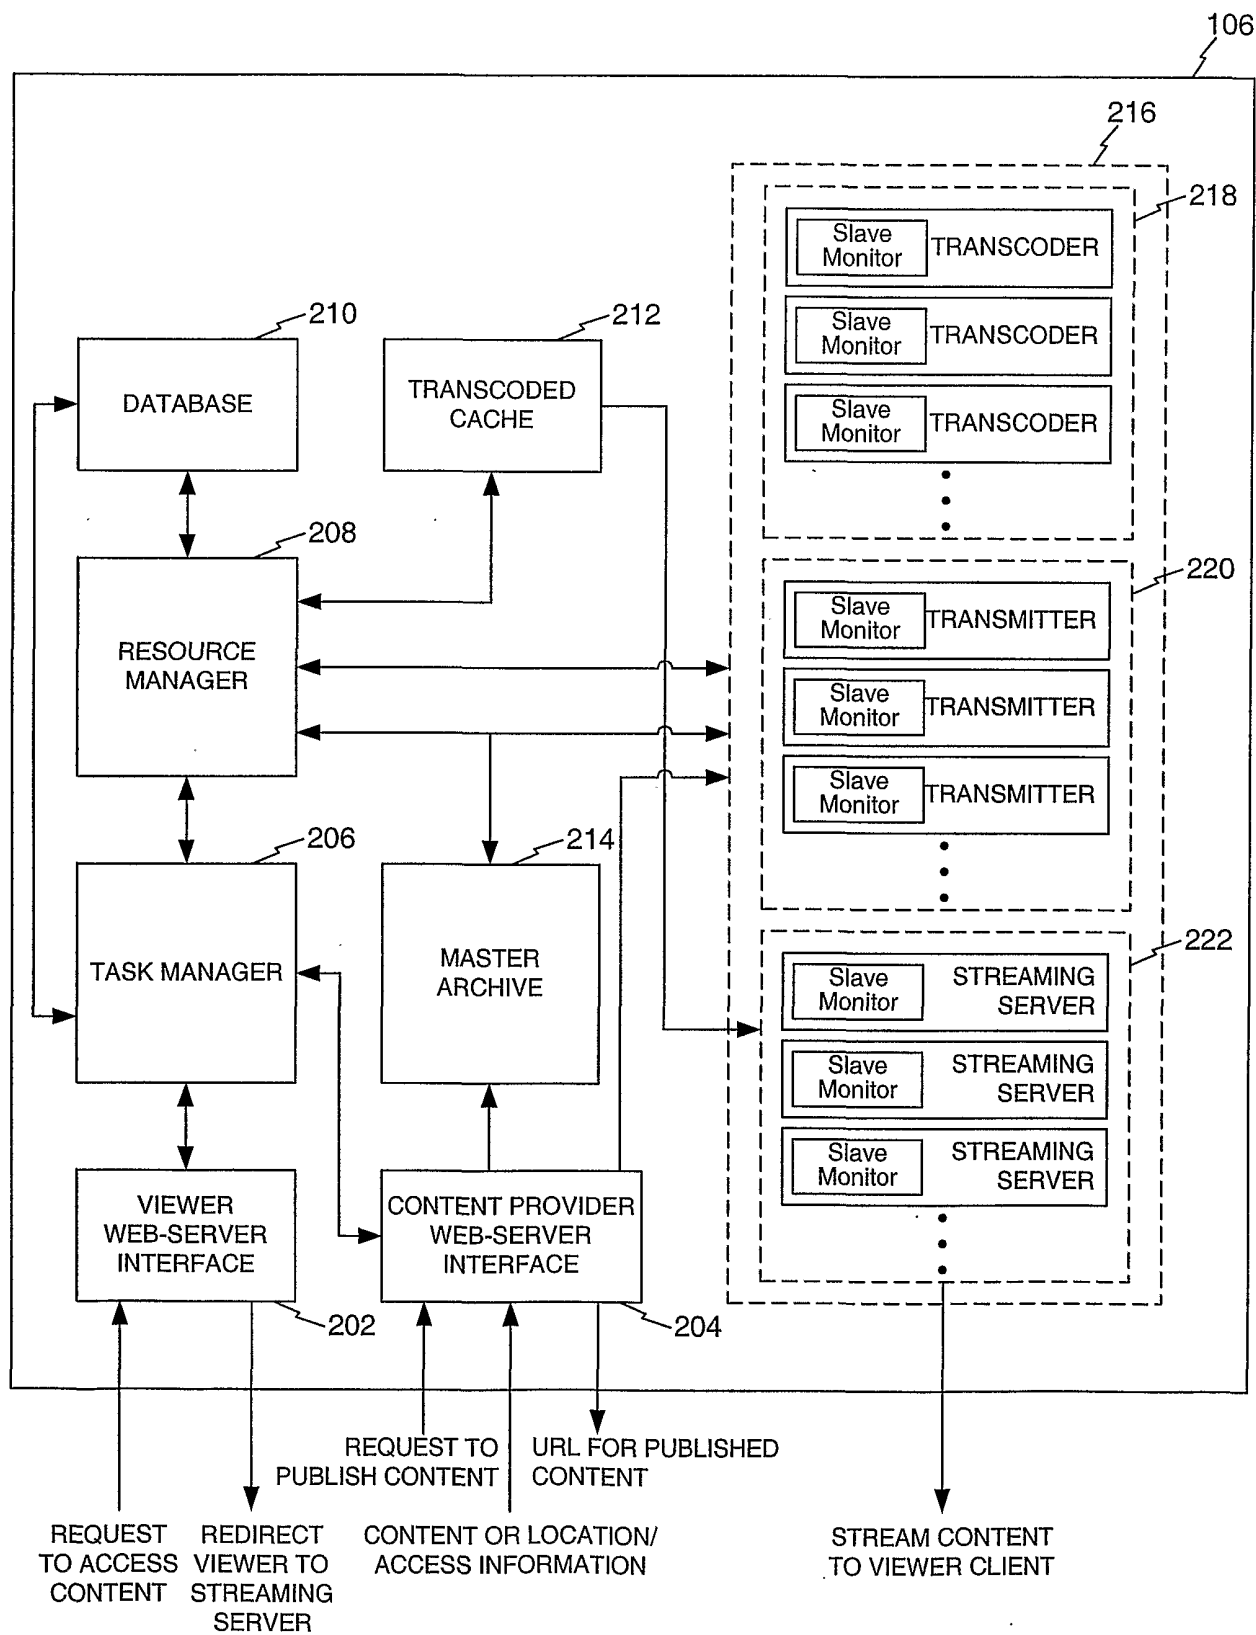 106
216
218
Slave
Monitor
TRANSCODER
Slave
Monitor
TRANSCODER
Slave
Monitor
TRANSCODER
210
DATABASE
212
TRANSCODED
CACHE
208
RESOURCE
MANAGER
220
Slave
Monitor
TRANSMITTER
Slave
Monitor
TRANSMITTER
Slave
Monitor
TRANSMITTER
206
TASK MANAGER
214
MASTER
ARCHIVE
222
Slave
Monitor
STREAMING
SERVER
Slave
Monitor
STREAMING
SERVER
Slave
Monitor
STREAMING
SERVER
VIEWER
WEB-SERVER
INTERFACE
202
CONTENT PROVIDER
WEB-SERVER
INTERFACE
204
REQUEST TO
PUBLISH CONTENT
URL FOR PUBLISHED
CONTENT
REQUEST
TO ACCESS
CONTENT
REDIRECT
VIEWER TO
STREAMING
SERVER
CONTENT OR LOCATION/
ACCESS INFORMATION
STREAM CONTENT
TO VIEWER CLIENT